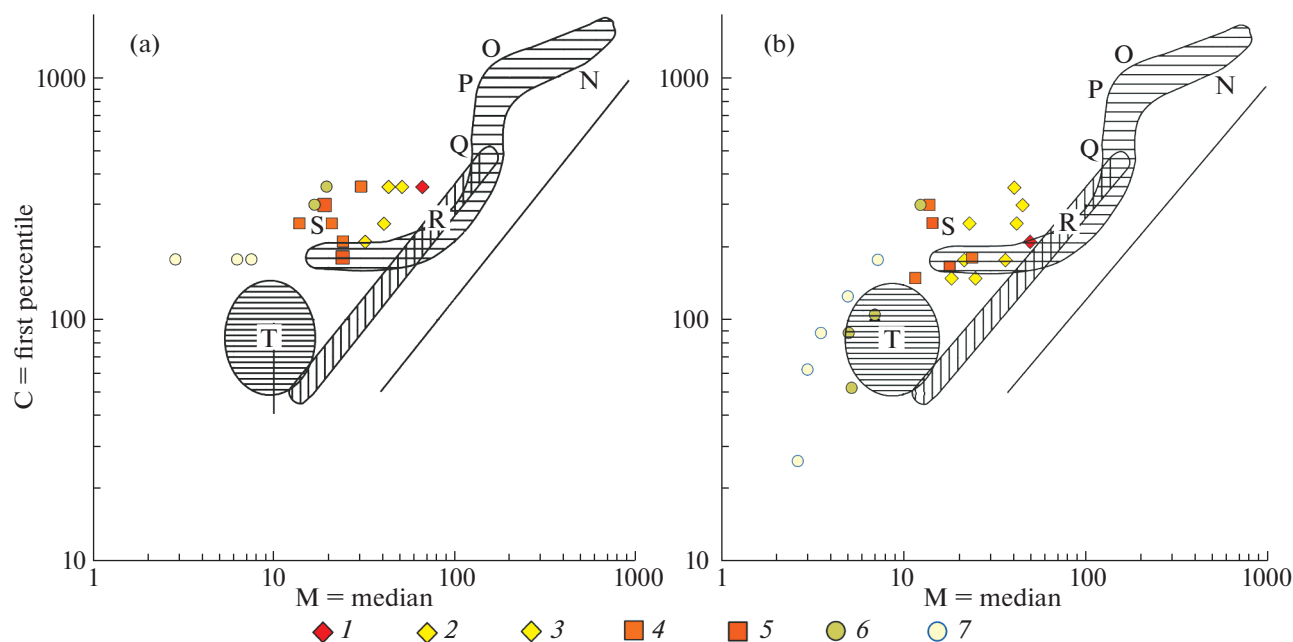 (a)
O
P
N
Q
S
R
T
1000
100
10
1
10
100
1000
C = first percentile
M = median
(b)
O
P
N
Q
S
R
T
1000
100
10
1
10
100
1000
M = median
1 2 3 4 5 6 7